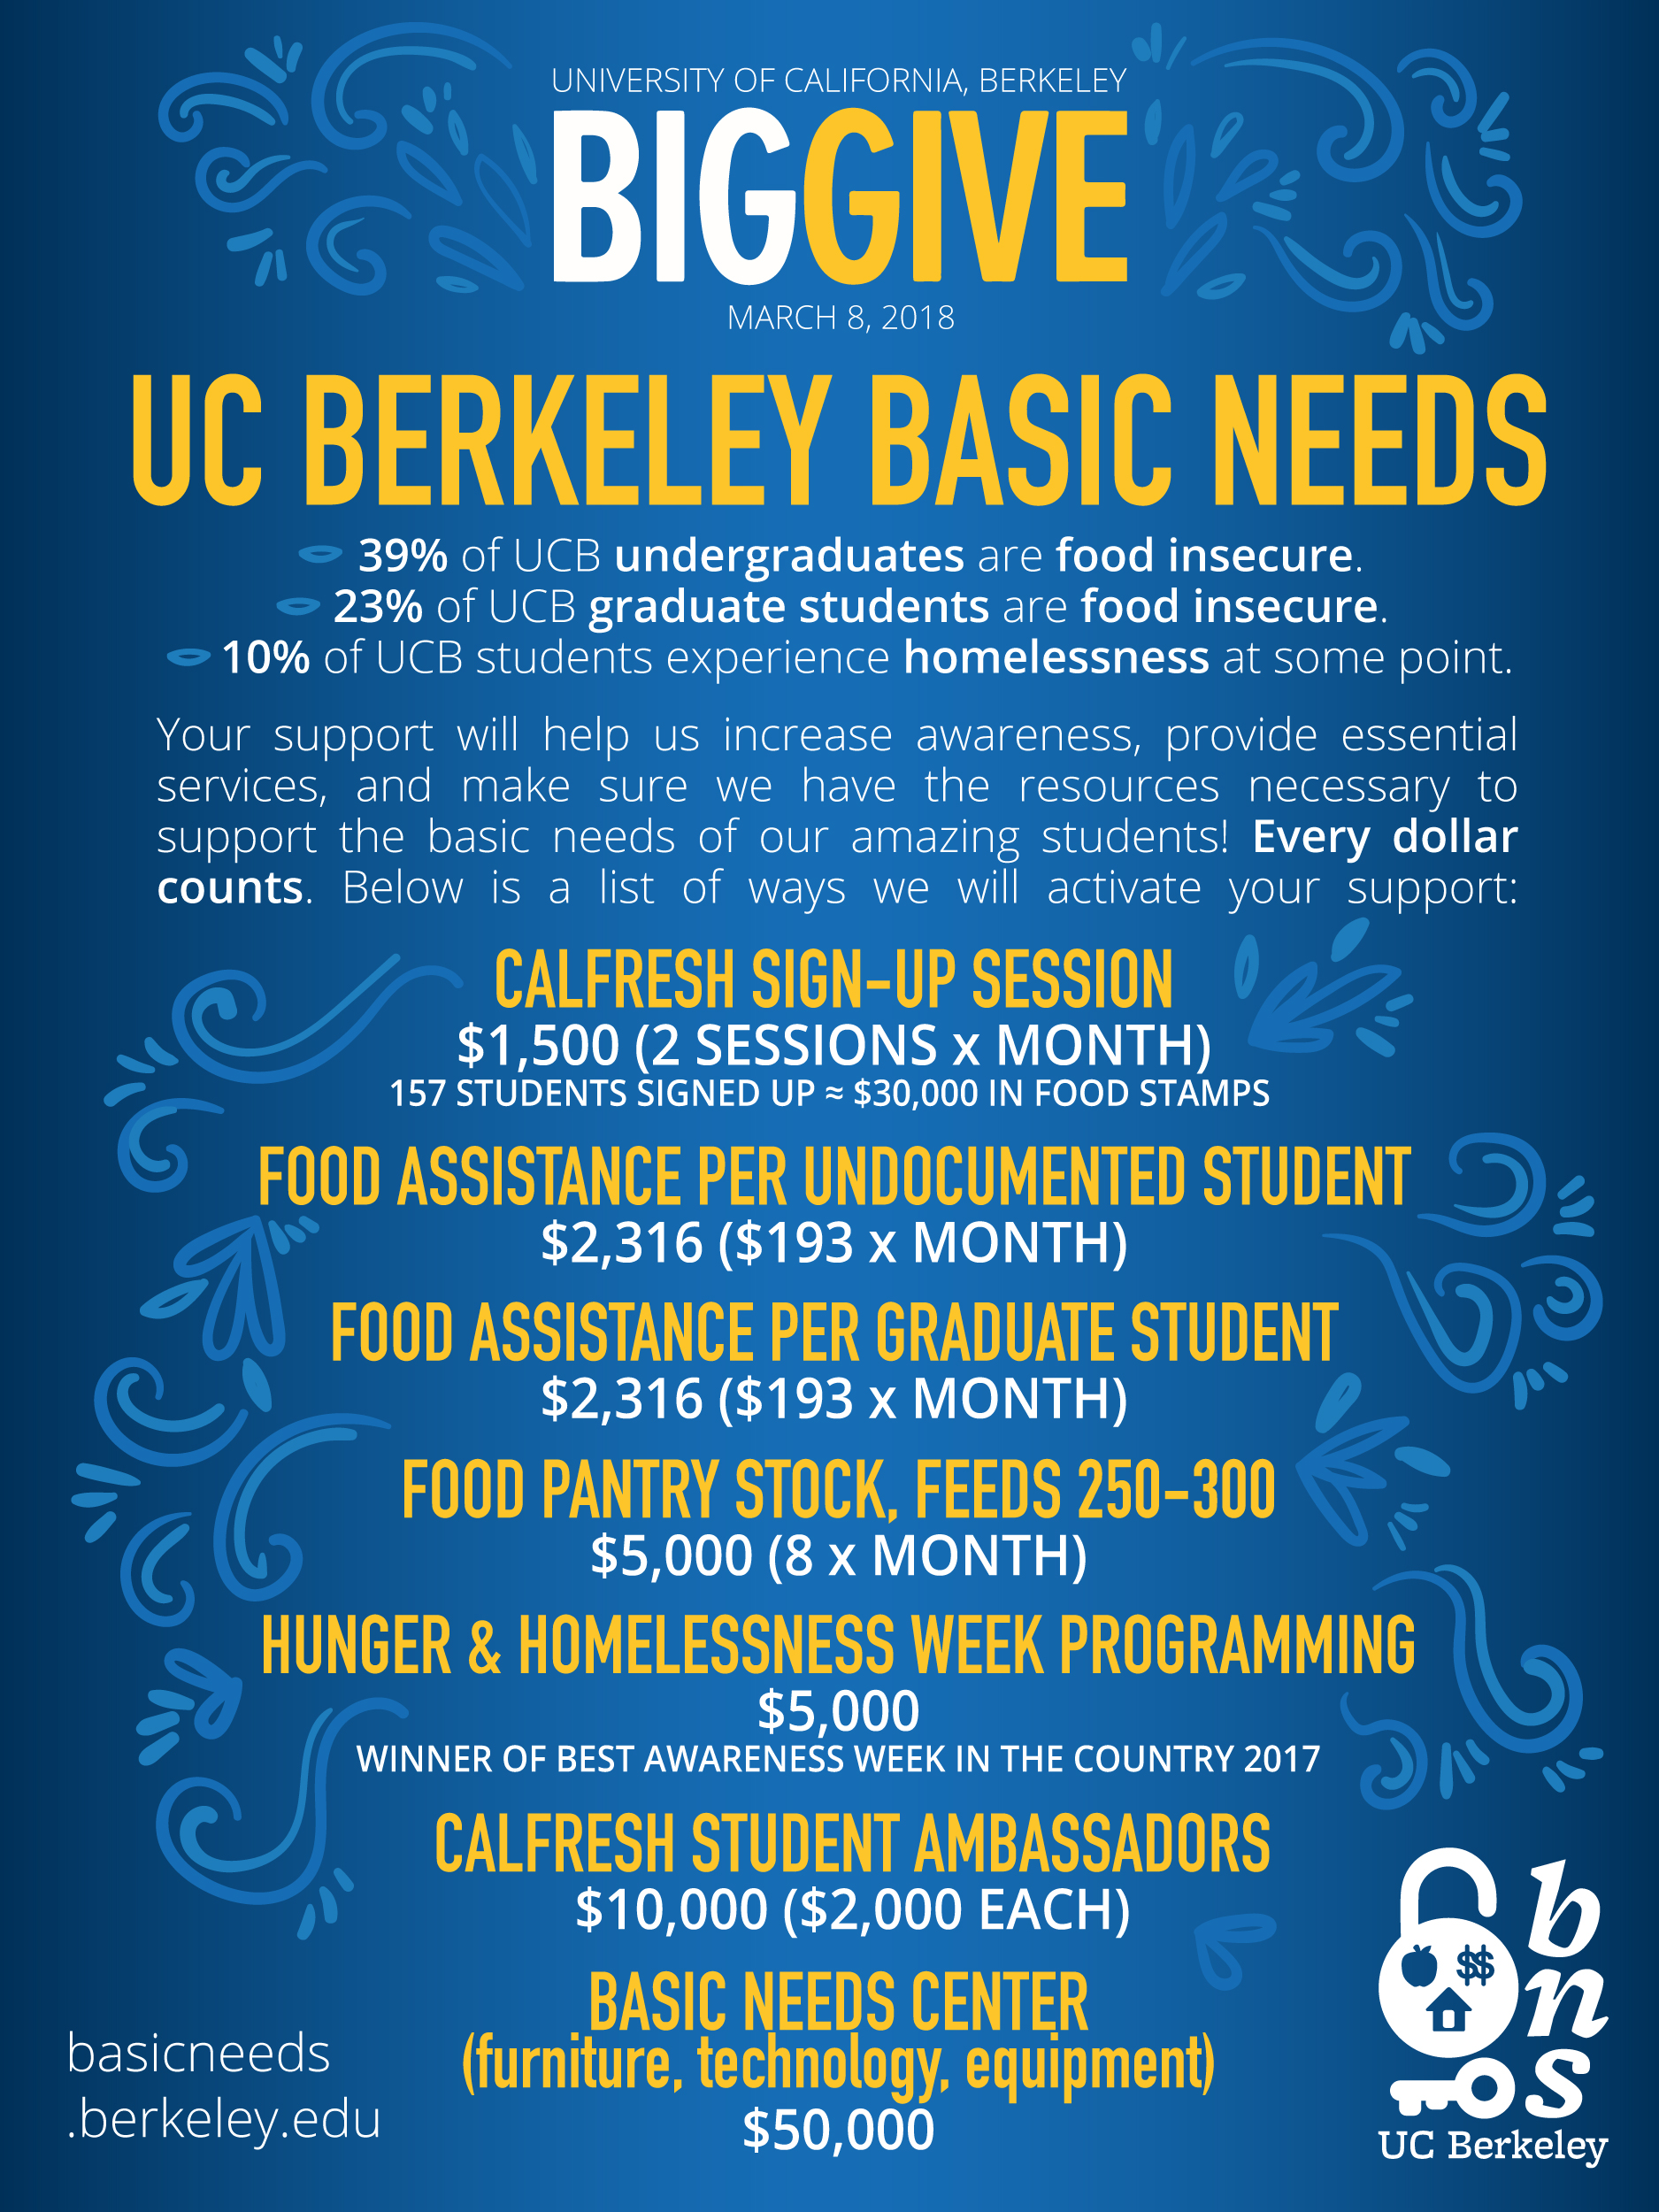 UNIVERSITY OF CALIFORNIA, BERKELEY
BIGGIVE
MARCH 8, 2018
UC BERKELEY BASIC NEEDS
39% of UCB undergraduates are food insecure.
23% of UCB graduate students are food insecure.
10% of UCB students experience homelessness at some point.
Your support will help us increase awareness, provide essential
services, and make sure we have the resources necessary to
support the basic needs of our amazing students! Every dollar
counts. Below is a list of ways we will activate your support:
CALFRESH SIGN-UP SESSION
$1,500 (2 SESSIONS x MONTH)
157 STUDENTS SIGNED UP ≈ $30,000 IN FOOD STAMPS
FOOD ASSISTANCE PER UNDOCUMENTED STUDENT
$2,316 ($193 x MONTH)
FOOD ASSISTANCE PER GRADUATE STUDENT
$2,316 ($193 x MONTH)
FOOD PANTRY STOCK, FEEDS 250-300
$5,000 (8 x MONTH)
HUNGER & HOMELESSNESS WEEK PROGRAMMING
$5,000
WINNER OF BEST AWARENESS WEEK IN THE COUNTRY 2017
CALFRESH STUDENT AMBASSADORS
$10,000 ($2,000 EACH)
BASIC NEEDS CENTER
(furniture, technology, equipment)
$50,000
basicneeds
.berkeley.edu
$$
b
n
s
UC Berkeley